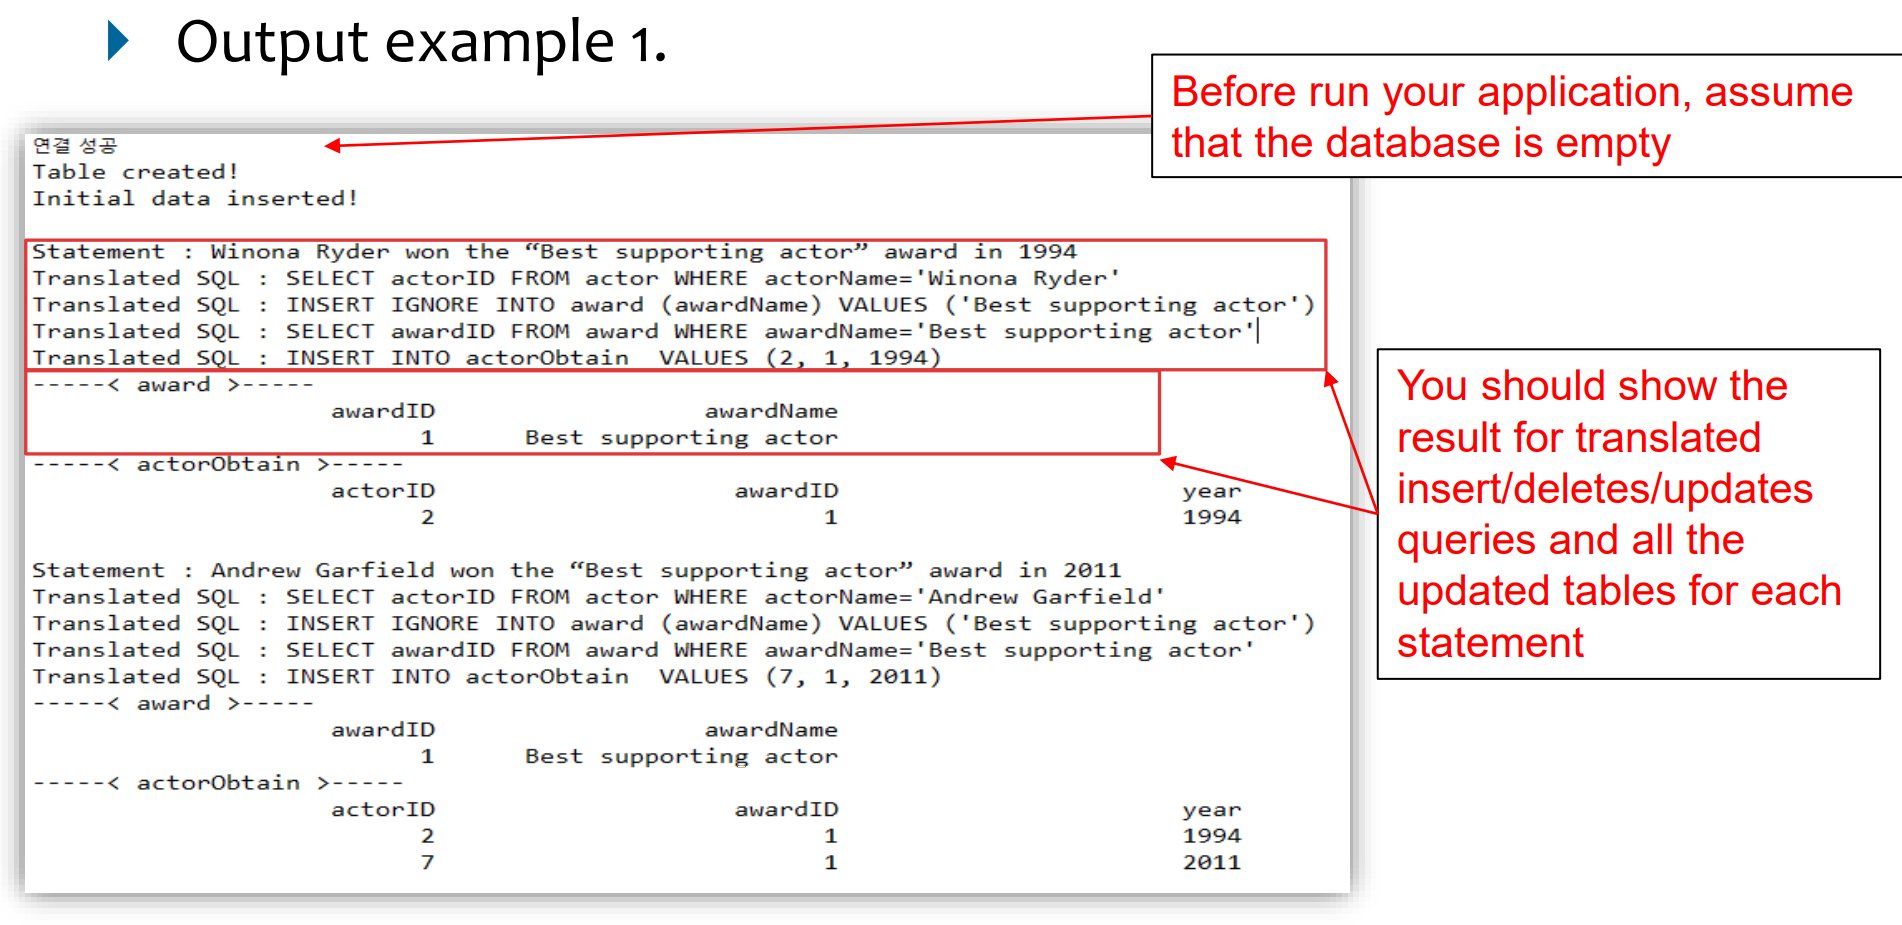 Output example 1.
Before run your application, assume
that the database is empty
연결 성공
Table created!
Initial data inserted!
Statement : Winona Ryder won the “Best supporting actor” award in 1994
Translated SQL : SELECT actorID FROM actor WHERE actorName='Winona Ryder'
Translated SQL : INSERT IGNORE INTO award (awardName) VALUES ('Best supporting actor')
Translated SQL : SELECT awardID FROM award WHERE awardName='Best supporting actor'
Translated SQL : INSERT INTO actorObtain  VALUES (2, 1, 1994)
-----< award >-----
awardID awardName
1 Best supporting actor
-----< actorObtain >-----
actorID awardID year
2 1 1994
You should show the
result for translated
insert/deletes/updates
queries and all the
updated tables for each
statement
Statement : Andrew Garfield won the “Best supporting actor” award in 2011
Translated SQL : SELECT actorID FROM actor WHERE actorName='Andrew Garfield'
Translated SQL : INSERT IGNORE INTO award (awardName) VALUES ('Best supporting actor')
Translated SQL : SELECT awardID FROM award WHERE awardName='Best supporting actor'
Translated SQL : INSERT INTO actorObtain  VALUES (7, 1, 2011)
-----< award >-----
awardID awardName
1 Best supporting actor
-----< actorObtain >-----
actorID awardID year
2 1 1994
7 1 2011